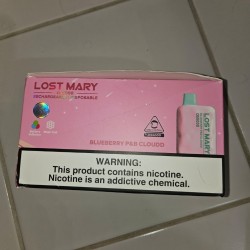 LOST MARY
RECHARGEABLE DISPOSABLE
BLUEBERRY P&B CLOUDD
LOST MARY
WARNING:
This product contains nicotine.
Nicotine is an addictive chemical.